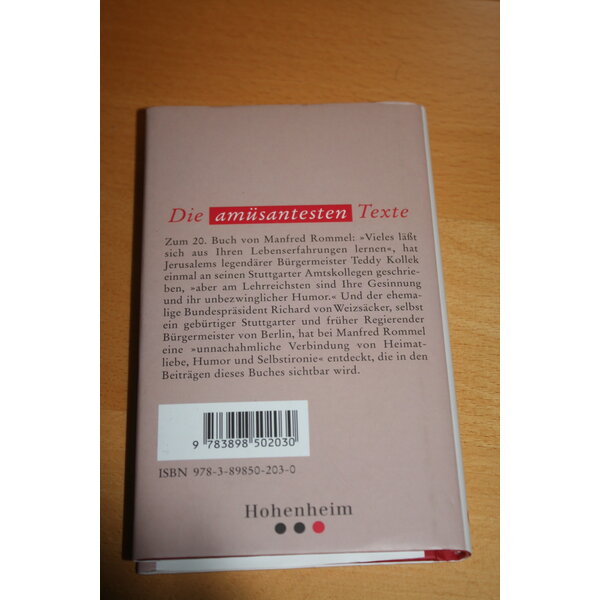 Die amüsantesten Texte
Zum 20. Buch von Manfred Rommel: »Vieles läßt
sich aus Ihren Lebenserfahrungen lernen«, hat
Jerusalems legendärer Bürgermeister Teddy Kollek
einmal an seinen Stuttgarter Amtskollegen geschrie-
ben, »aber am Lehrreichsten sind Ihre Gesinnung
und ihr unbezwinglicher Humor.« Und der ehema-
lige Bundespräsident Richard von Weizsäcker, selbst
ein gebürtiger Stuttgarter und früher Regierender
Bürgermeister von Berlin, hat bei Manfred Rommel
eine »unnachahmliche Verbindung von Heimat-
liebe, Humor und Selbstironie« entdeckt, die in den
Beiträgen dieses Buches sichtbar wird.
9 783898 502030
ISBN 978-3-89850-203-0
Hohenheim